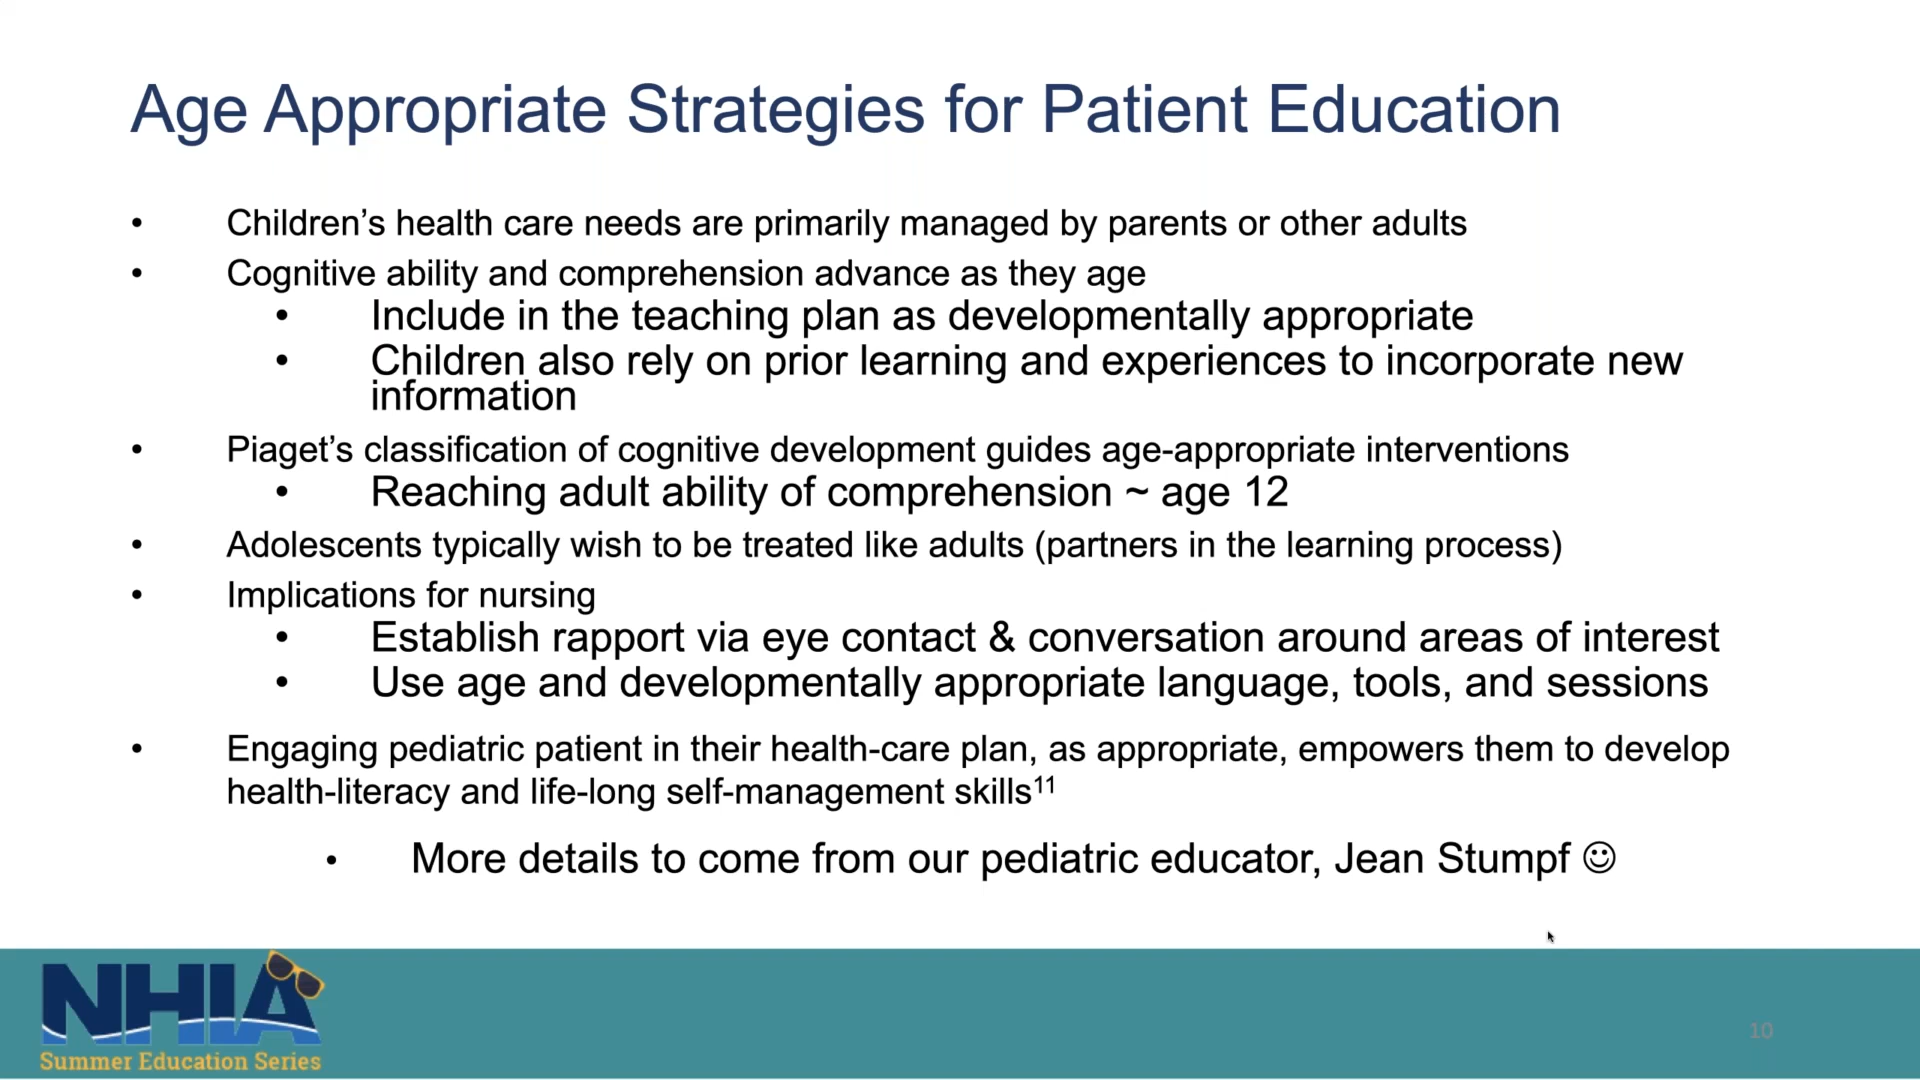 Age Appropriate Strategies for Patient Education
• Children’s health care needs are primarily managed by parents or other adults
• Cognitive ability and comprehension advance as they age
• Include in the teaching plan as developmentally appropriate
• Children also rely on prior learning and experiences to incorporate new
information
• Piaget’s classification of cognitive development guides age-appropriate interventions
• Reaching adult ability of comprehension ~ age 12
• Adolescents typically wish to be treated like adults (partners in the learning process)
• Implications for nursing
• Establish rapport via eye contact & conversation around areas of interest
• Use age and developmentally appropriate language, tools, and sessions
• Engaging pediatric patient in their health-care plan, as appropriate, empowers them to develop
health-literacy and life-long self-management skills¹¹
• More details to come from our pediatric educator, Jean Stumpf ☺
NHIA
Summer Education Series
10